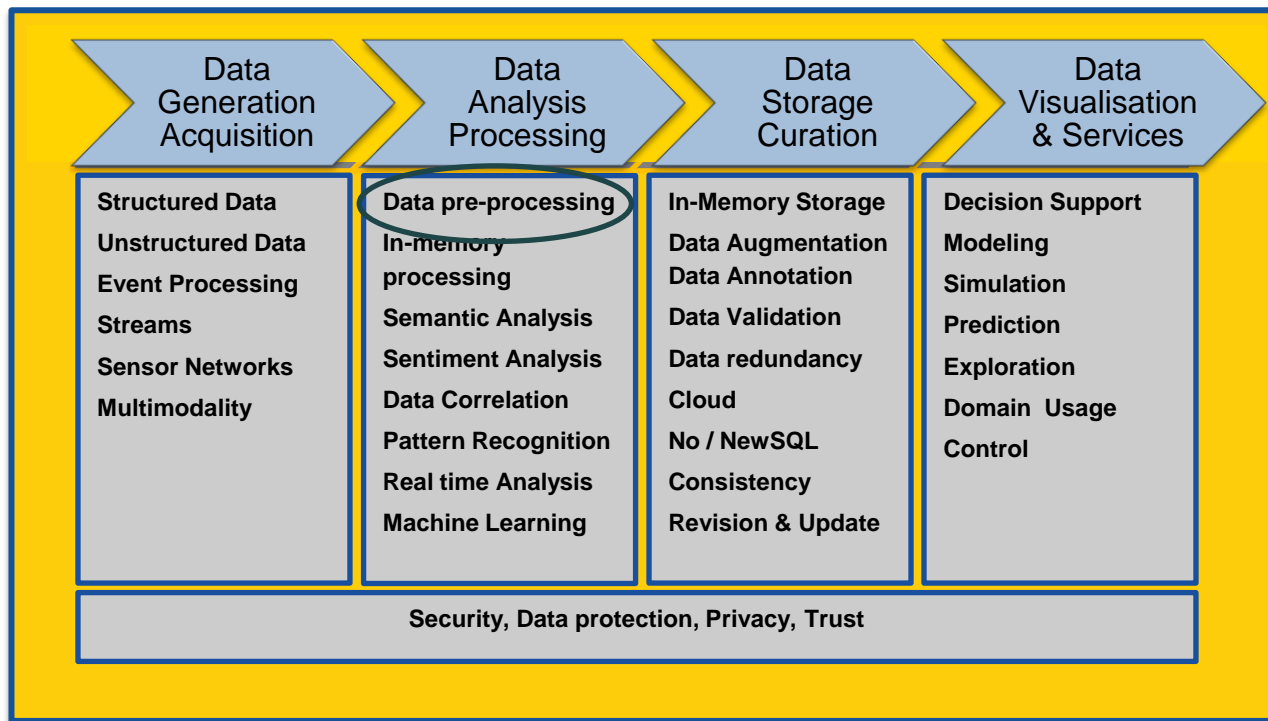 Data
Generation
Acquisition
Data
Analysis
Processing
Data
Storage
Curation
Data
Visualisation
& Services
Structured Data
Unstructured Data
Event Processing
Streams
Sensor Networks
Multimodality
Data pre-processing
In-memory
processing
Semantic Analysis
Sentiment Analysis
Data Correlation
Pattern Recognition
Real time Analysis
Machine Learning
In-Memory Storage
Data Augmentation
Data Annotation
Data Validation
Data redundancy
Cloud
No / NewSQL
Consistency
Revision & Update
Decision Support
Modeling
Simulation
Prediction
Exploration
Domain Usage
Control
Security, Data protection, Privacy, Trust